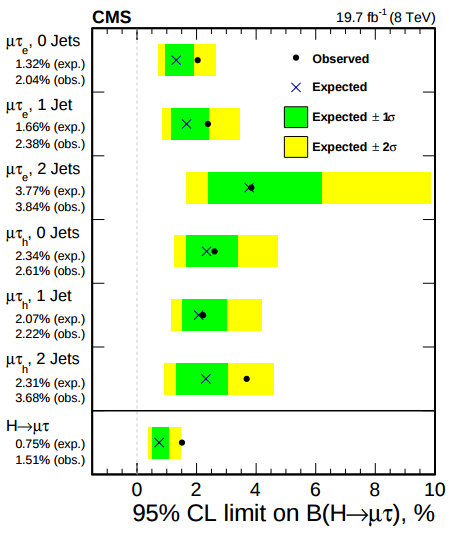 CMS 19.7 fb⁻¹ (8 TeV)
μτₑ, 0 Jets
1.32% (exp.)
2.04% (obs.)
μτₑ, 1 Jet
1.66% (exp.)
2.38% (obs.)
μτₑ, 2 Jets
3.77% (exp.)
3.84% (obs.)
μτₕ, 0 Jets
2.34% (exp.)
2.61% (obs.)
μτₕ, 1 Jet
2.07% (exp.)
2.22% (obs.)
μτₕ, 2 Jets
2.31% (exp.)
3.68% (obs.)
H→μτ
0.75% (exp.)
1.51% (obs.)
Observed
Expected
Expected ± 1σ
Expected ± 2σ
0 2 4 6 8 10
95% CL limit on B(H→μτ), %